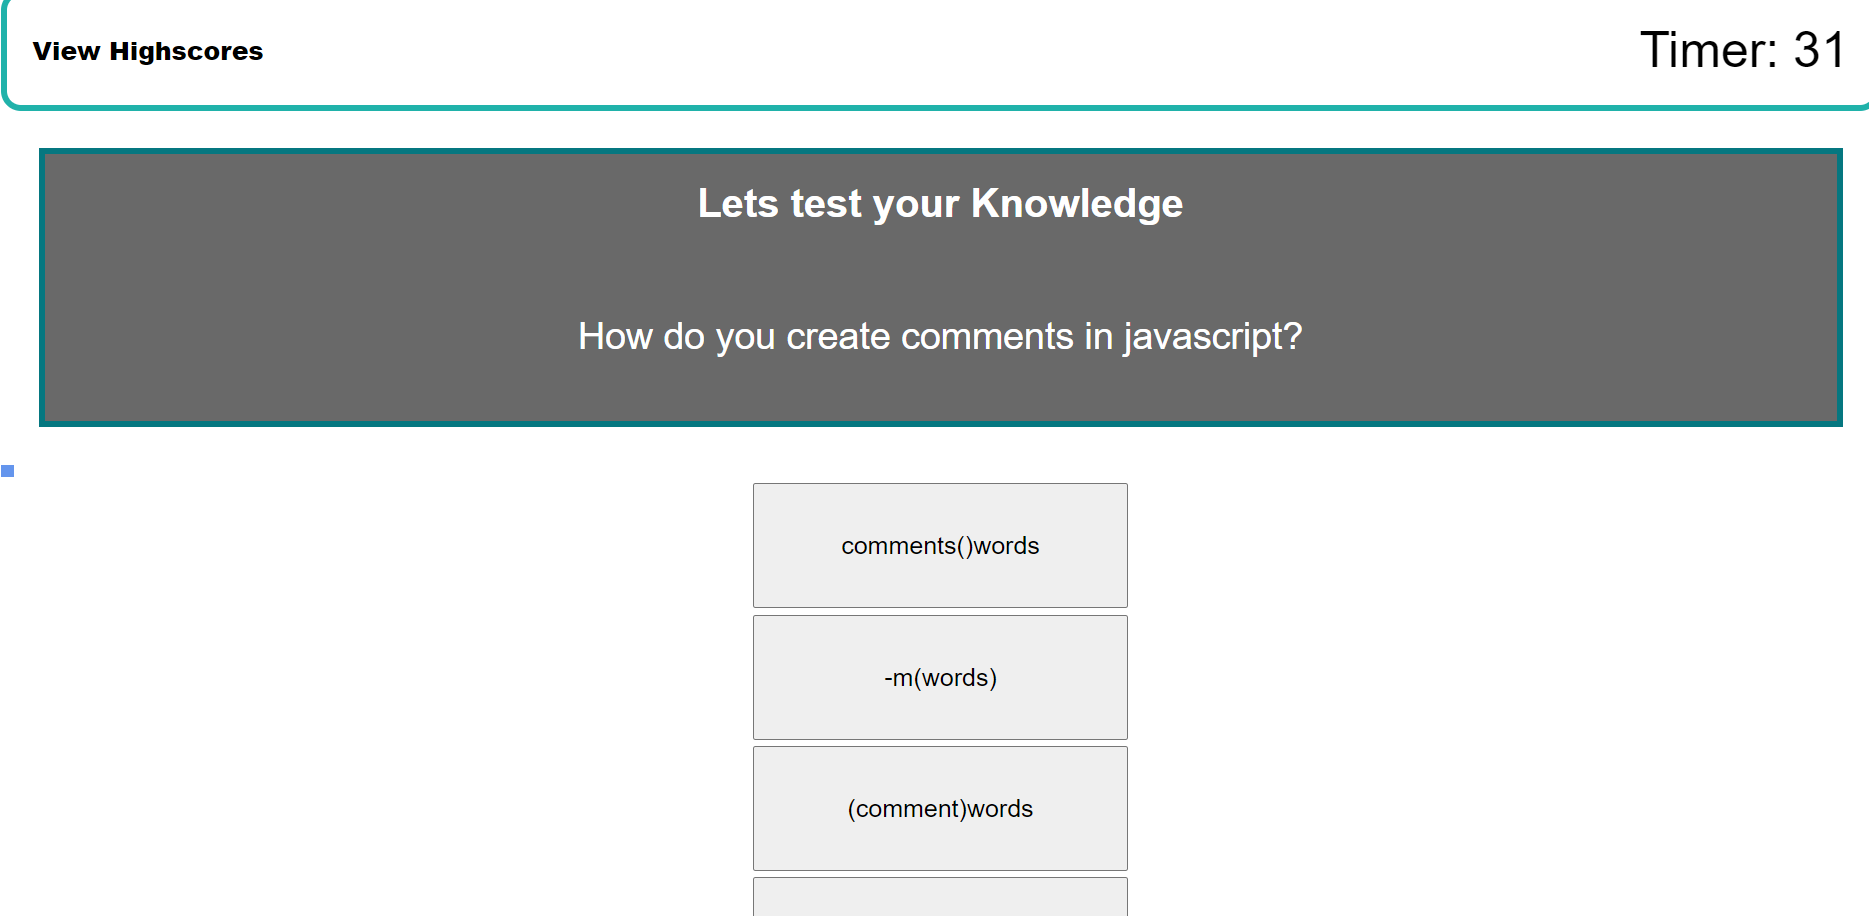 View Highscores
Timer: 31
Lets test your Knowledge
How do you create comments in javascript?
comments()words
-m(words)
(comment)words